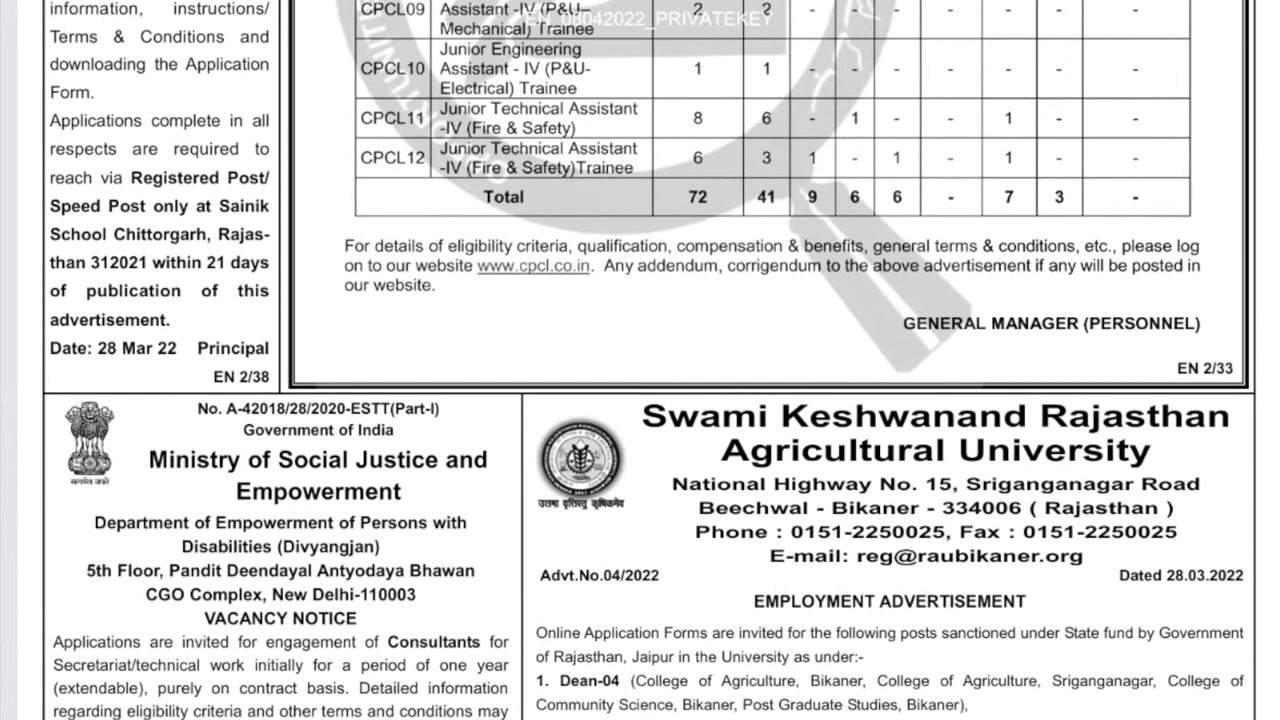 information, instructions/
Terms & Conditions and
downloading the Application
Form.
Applications complete in all
respects are required to
reach via Registered Post/
Speed Post only at Sainik
School Chittorgarh, Rajas-
than 312021 within 21 days
of publication of this
advertisement.
Date: 28 Mar 22 Principal
EN 2/38
CPCL09 Assistant -IV (P&U- Mechanical) Trainee 2 2 - - - - - - -
EN_08042022_PRIVATEKEY
CPCL10 Junior Engineering Assistant - IV (P&U- Electrical) Trainee 1 1 - - - - - - -
CPCL11 Junior Technical Assistant -IV (Fire & Safety) 8 6 - 1 - - 1 - -
CPCL12 Junior Technical Assistant -IV (Fire & Safety)Trainee 6 3 1 - 1 - 1 - -
Total 72 41 9 6 6 - 7 3 -
For details of eligibility criteria, qualification, compensation & benefits, general terms & conditions, etc., please log
on to our website www.cpcl.co.in. Any addendum, corrigendum to the above advertisement if any will be posted in
our website.
GENERAL MANAGER (PERSONNEL)
EN 2/33
सत्यमेव जयते
No. A-42018/28/2020-ESTT(Part-I)
Government of India
Ministry of Social Justice and
Empowerment
Department of Empowerment of Persons with
Disabilities (Divyangjan)
5th Floor, Pandit Deendayal Antyodaya Bhawan
CGO Complex, New Delhi-110003
VACANCY NOTICE
Applications are invited for engagement of Consultants for
Secretariat/technical work initially for a period of one year
(extendable), purely on contract basis. Detailed information
regarding eligibility criteria and other terms and conditions may
उत्तमा वृत्तिस्तु कृषिकर्मेव
Swami Keshwanand Rajasthan
Agricultural University
National Highway No. 15, Sriganganagar Road
Beechwal - Bikaner - 334006 ( Rajasthan )
Phone : 0151-2250025, Fax : 0151-2250025
E-mail: reg@raubikaner.org
Advt.No.04/2022 Dated 28.03.2022
EMPLOYMENT ADVERTISEMENT
Online Application Forms are invited for the following posts sanctioned under State fund by Government
of Rajasthan, Jaipur in the University as under:-
1. Dean-04 (College of Agriculture, Bikaner, College of Agriculture, Sriganganagar, College of
Community Science, Bikaner, Post Graduate Studies, Bikaner),